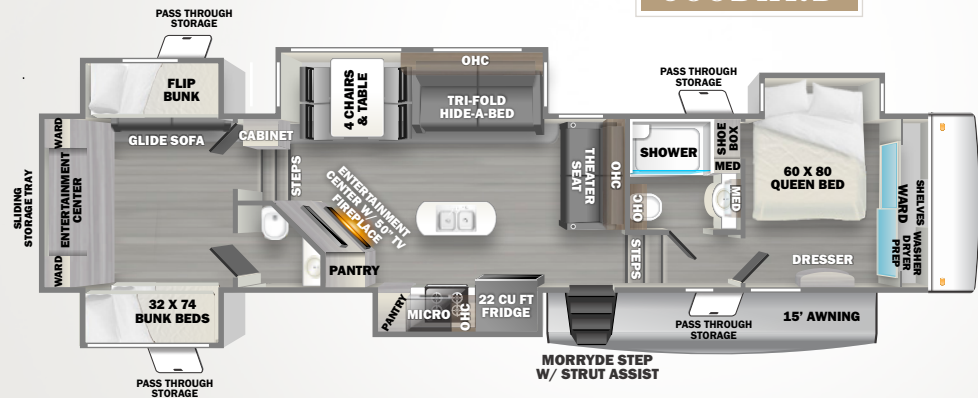 PASS THROUGH
STORAGE
FLIP
BUNK
GLIDE SOFA
CABINET
WARD
ENTERTAINMENT
CENTER
WARD
SLIDING
STORAGE TRAY
32 X 74
BUNK BEDS
PASS THROUGH
STORAGE
STEPS
4 CHAIRS
& TABLE
OHC
TRI-FOLD
HIDE-A-BED
ENTERTAINMENT
CENTER W/ 50" TV
FIREPLACE
PANTRY
PANTRY
MICRO
OHC
22 CU FT
FRIDGE
THEATER
SEAT
OHC
PASS THROUGH
STORAGE
SHOWER
SHOE
BOX
MED
MED
OHC
STEPS
60 X 80
QUEEN BED
DRESSER
WARD
SHELVES
WASHER
DRYER
PREP
PASS THROUGH
STORAGE
15' AWNING
MORRYDE STEP
W/ STRUT ASSIST